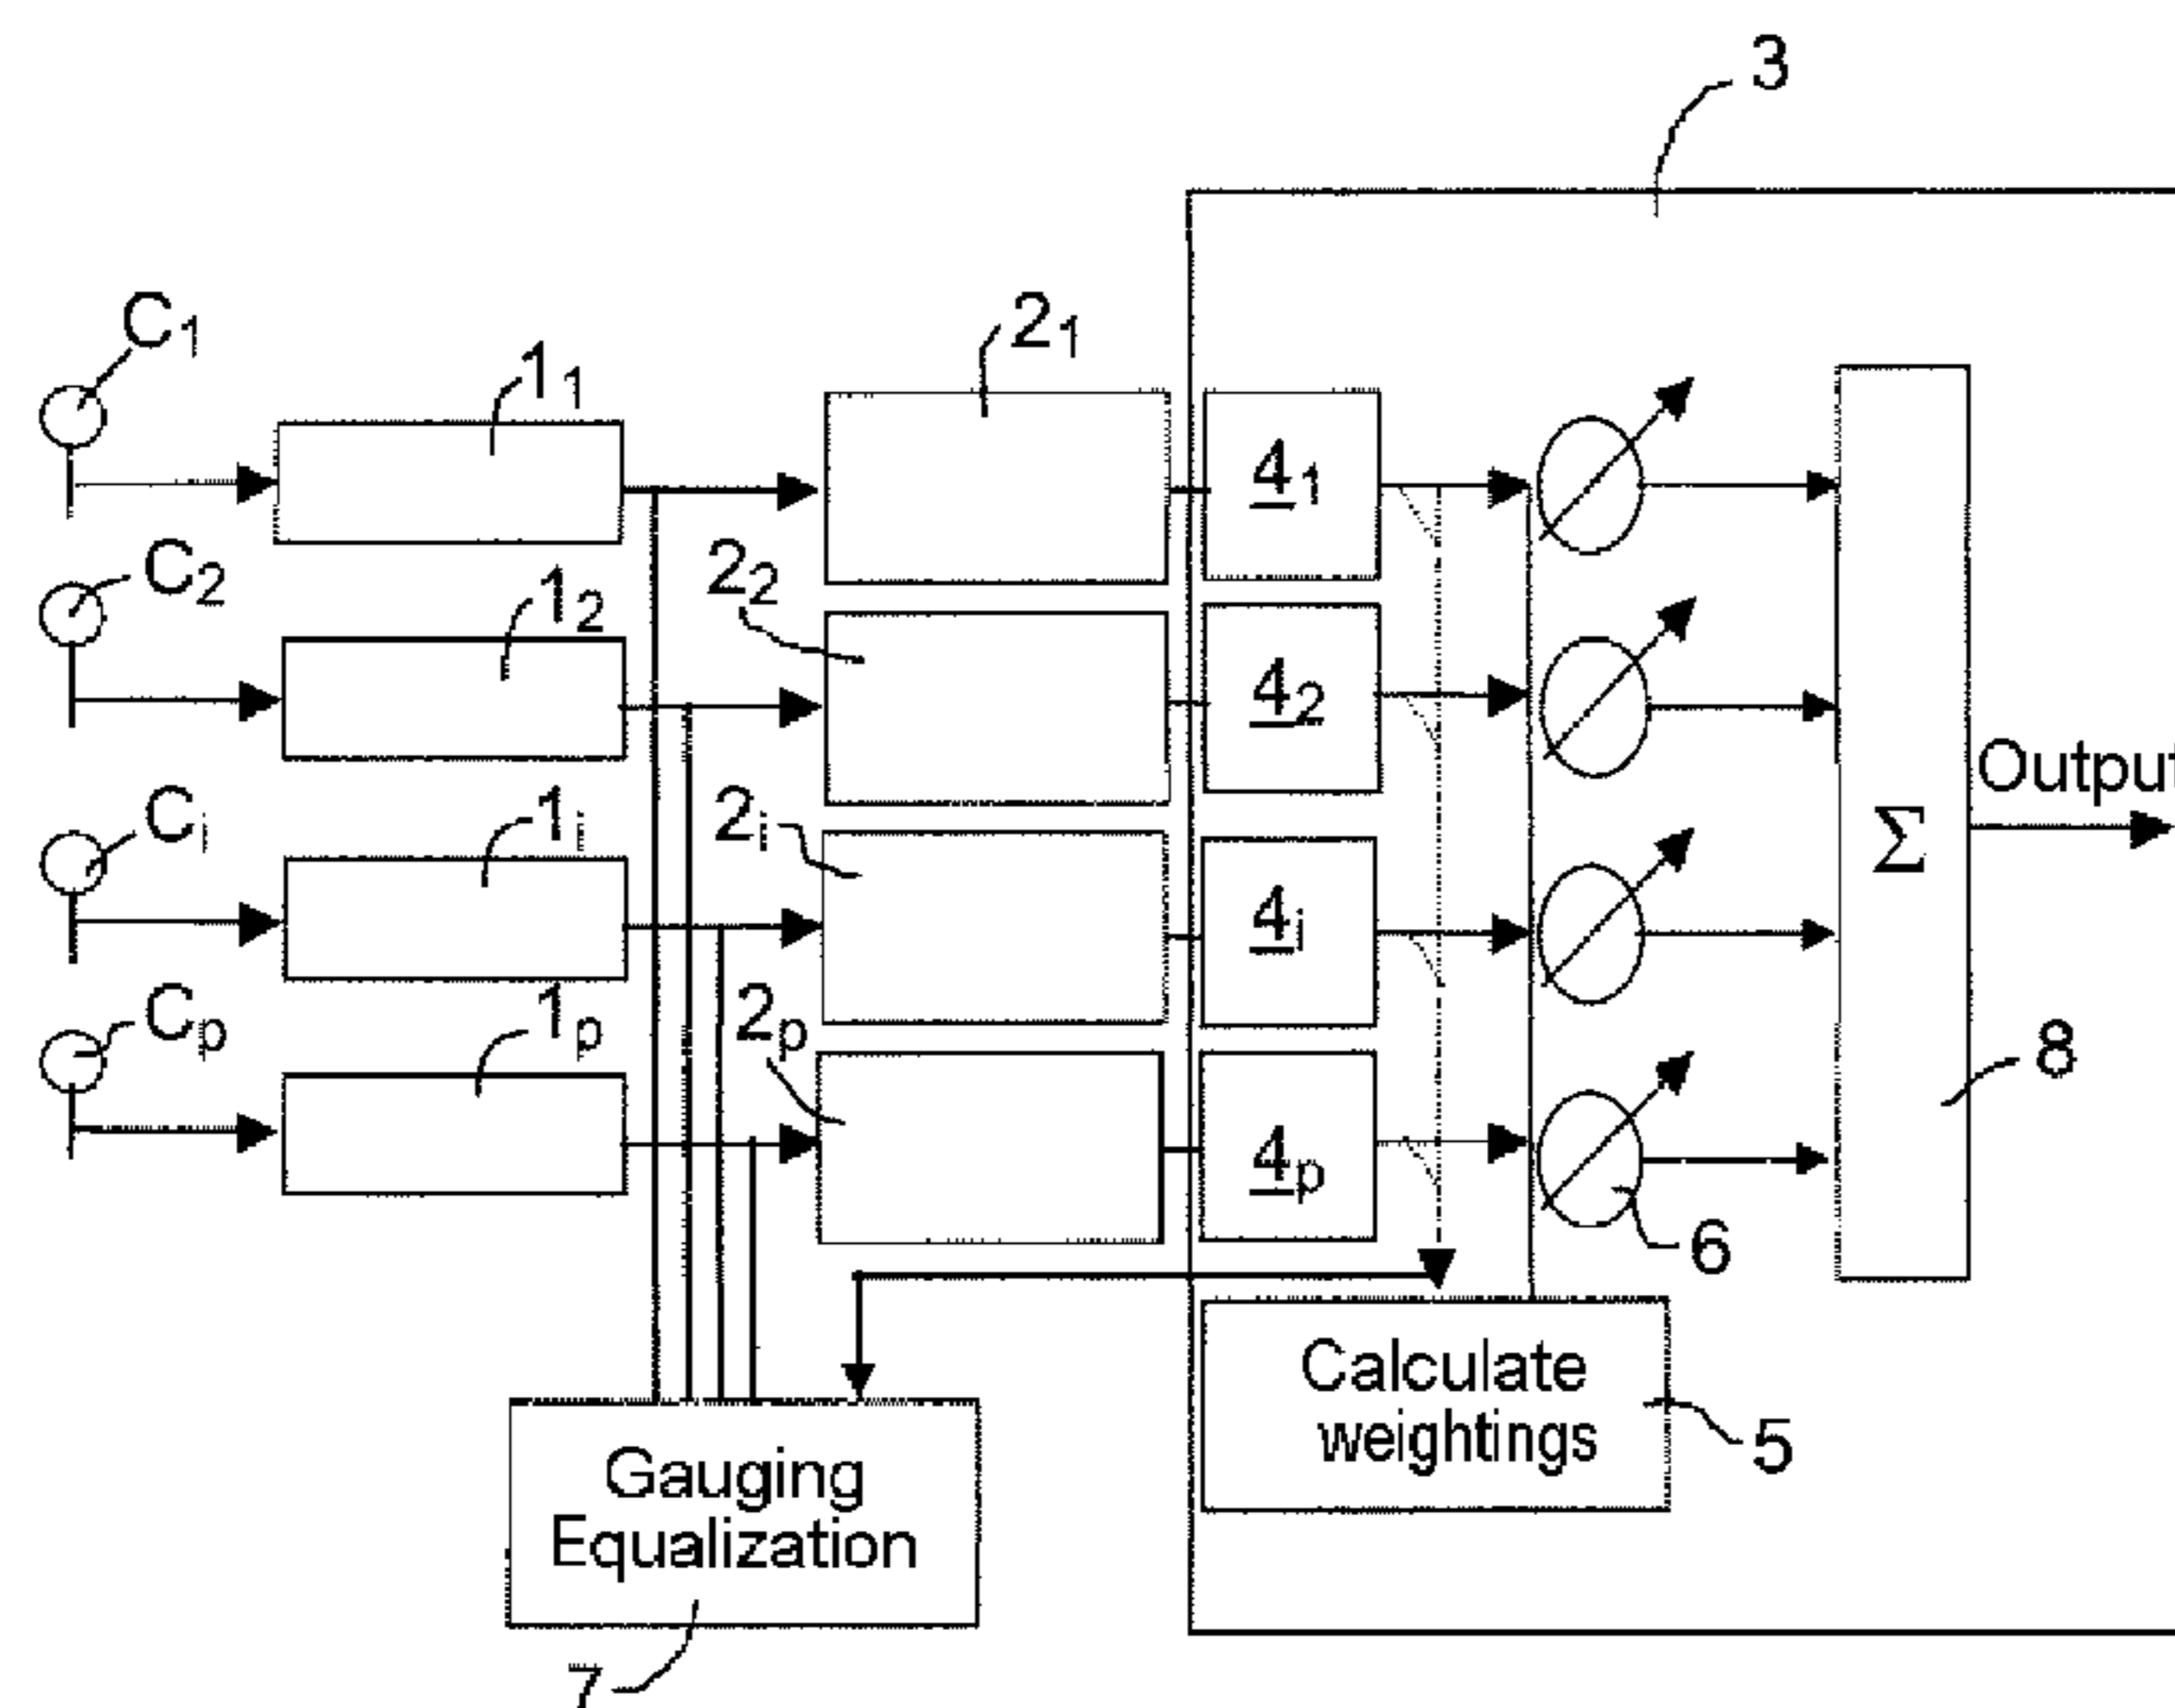 3
C1
11
21
C2
12
22
41
42
Output
Ci
1i
2i
4i
Σ
Cp
1p
2p
4p
8
6
Calculate
weightings
5
Gauging
Equalization
7